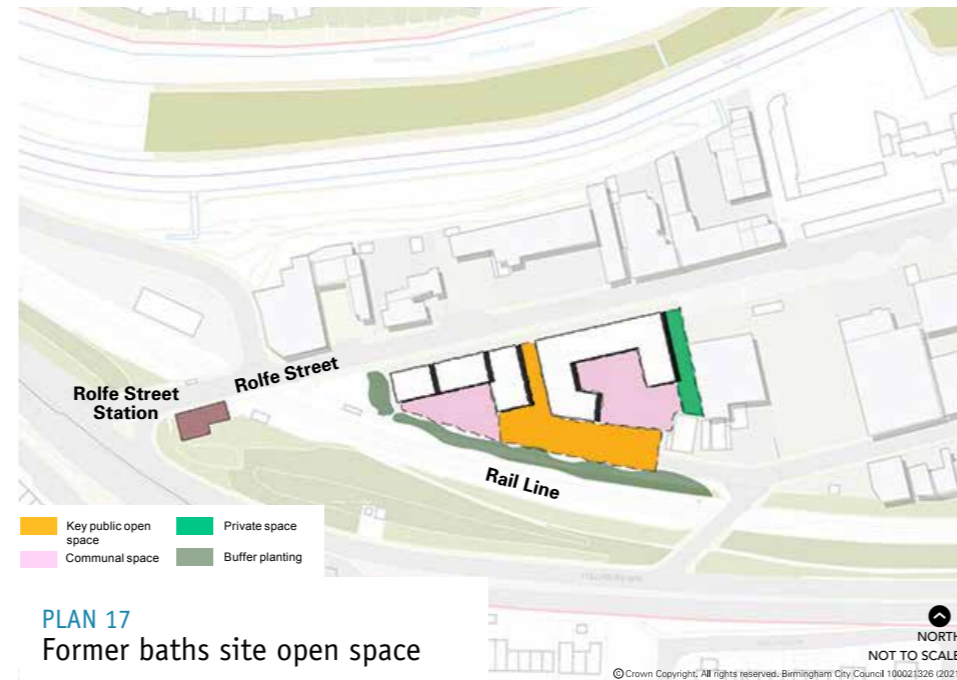 Rolfe Street
Rolfe Street
Station
Rail Line
Key public open
space
Private space
Communal space
Buffer planting
PLAN 17
Former baths site open space
NORTH
NOT TO SCALE
© Crown Copyright. All rights reserved. Birmingham City Council 100021326 (2021